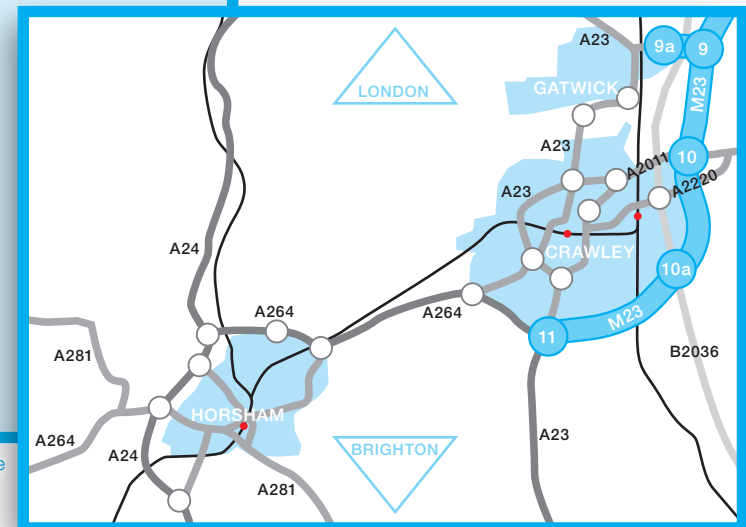 A23
9a
9
LONDON
GATWICK
M23
A23
A2011
10
A23
A2220
A24
CRAWLEY
10a
A264
A264
M23
11
A281
B2036
HORSHAM
A264
A24
A23
BRIGHTON
e
A281